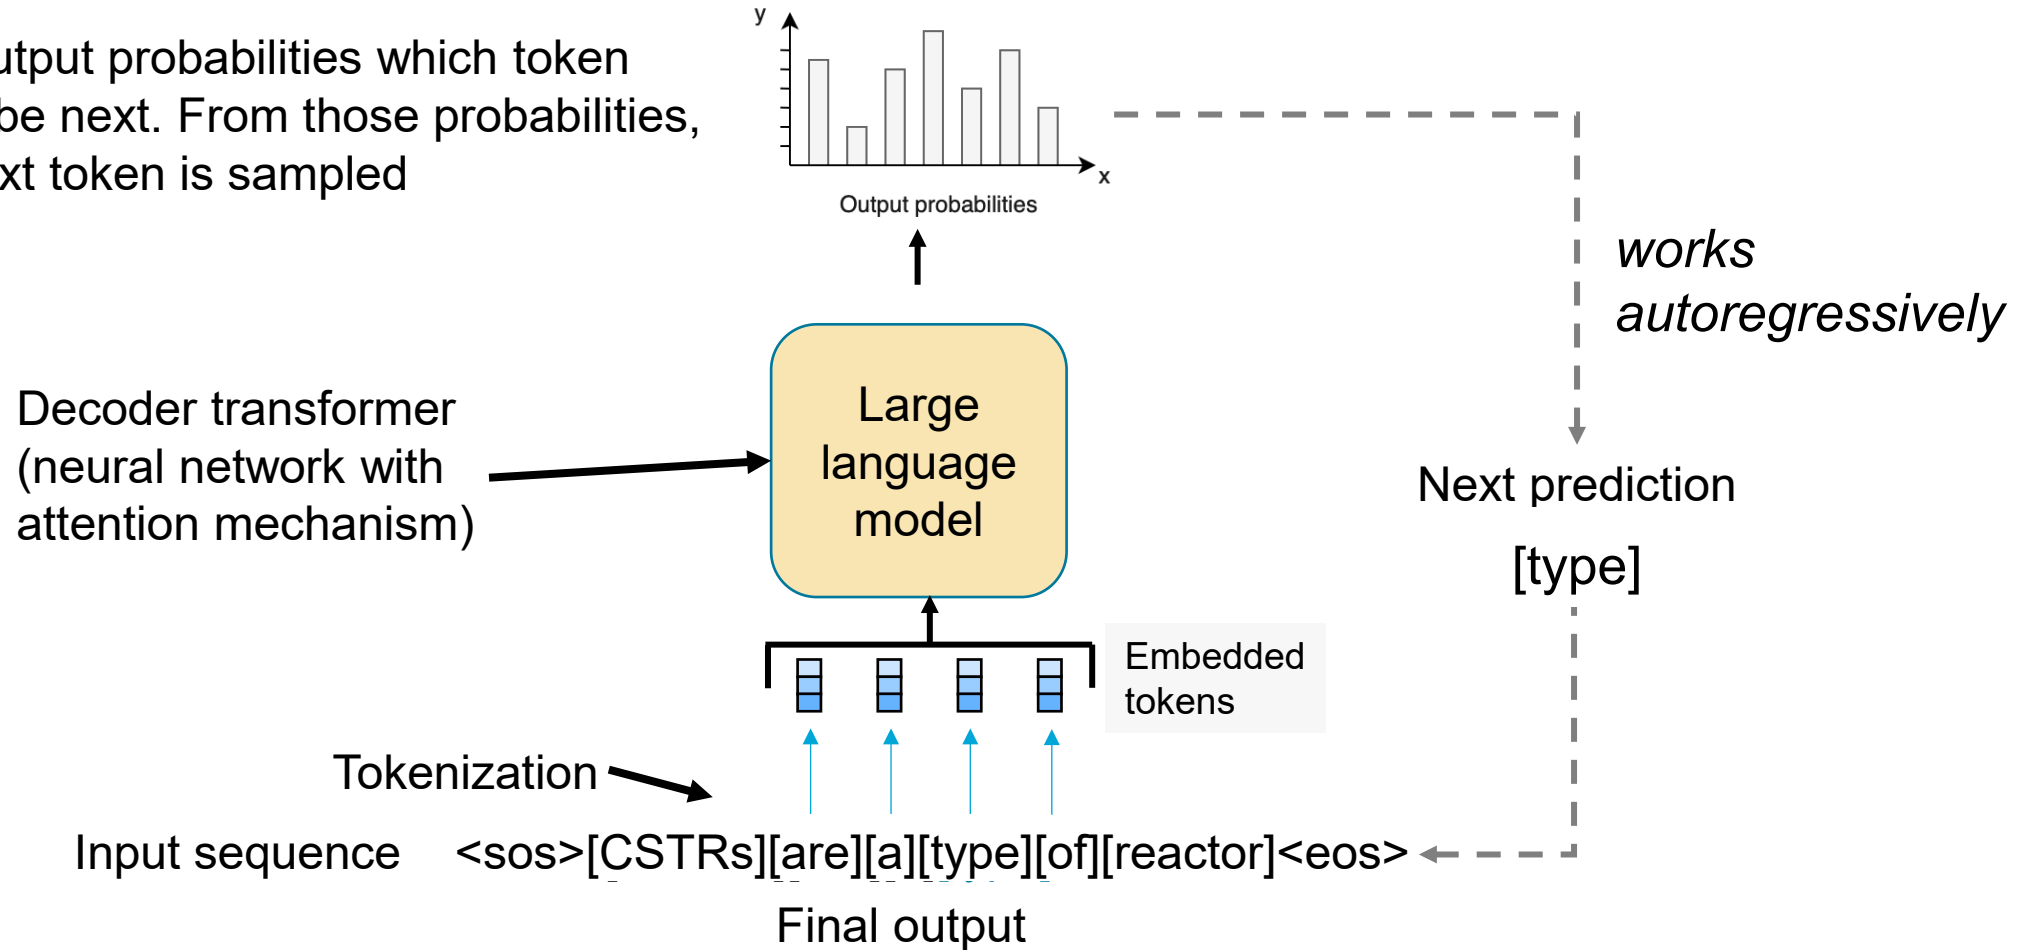 y
utput probabilities which token
be next. From those probabilities,
xt token is sampled
x
Output probabilities
works
autoregressively
Decoder transformer
(neural network with
attention mechanism)
Large
language
model
Next prediction
[type]
Embedded
tokens
Tokenization
Input sequence <sos>[CSTRs][are][a][type][of][reactor]<eos>
Final output